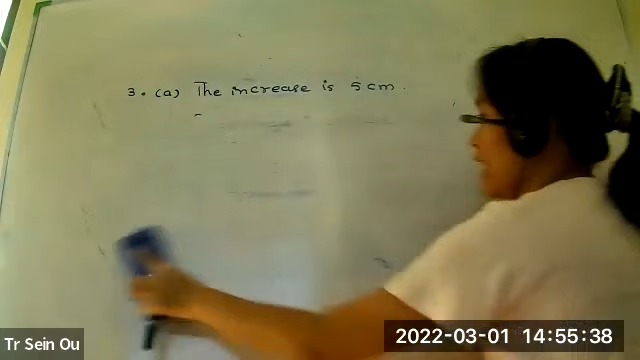 3. (a) The increase is 5 cm.
Tr Sein Ou
2022-03-01 14:55:38